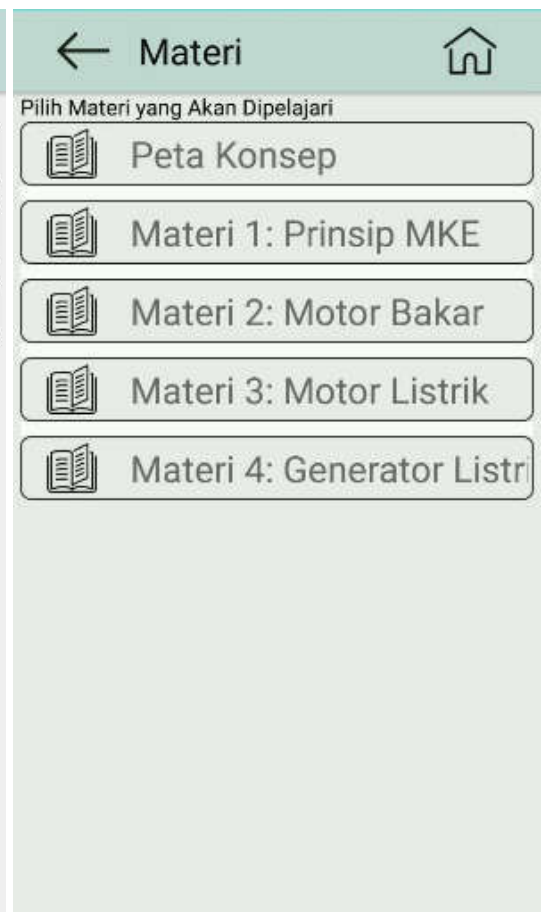 Materi
Pilih Materi yang Akan Dipelajari
Peta Konsep
Materi 1: Prinsip MKE
Materi 2: Motor Bakar
Materi 3: Motor Listrik
Materi 4: Generator Listri